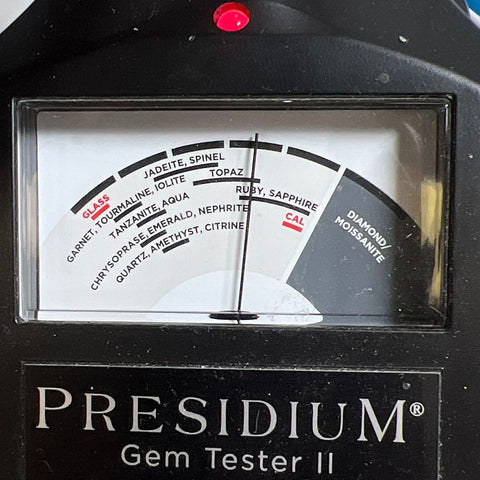 JADEITE, SPINEL
TOPAZ
RUBY, SAPPHIRE
GLASS
GARNET, TOURMALINE, IOLITE
TANZANITE, AQUA
CHRYSOPRASE, EMERALD, NEPHRITE
QUARTZ, AMETHYST, CITRINE
CAL
DIAMOND/
MOISSANITE
PRESIDIUM®
Gem Tester II